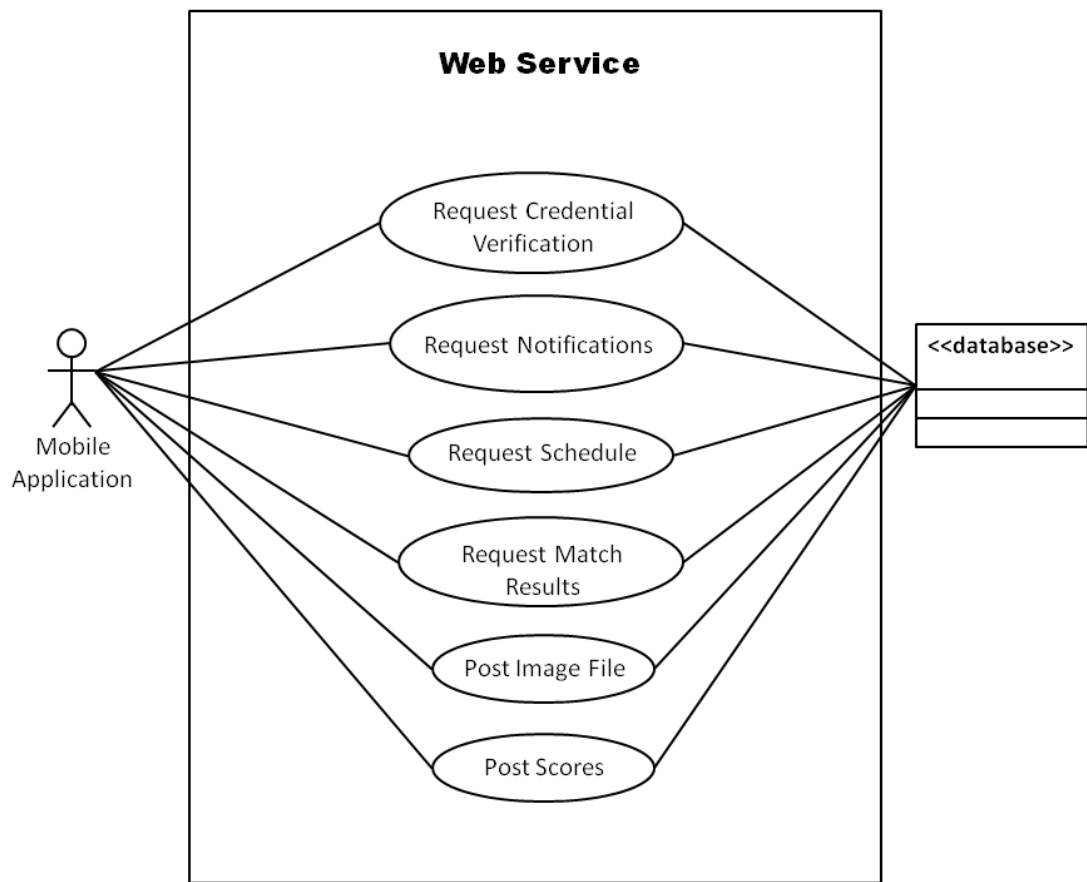 Web Service
Request Credential
Verification
Request Notifications
<<database>>
Request Schedule
Mobile
Application
Request Match
Results
Post Image File
Post Scores